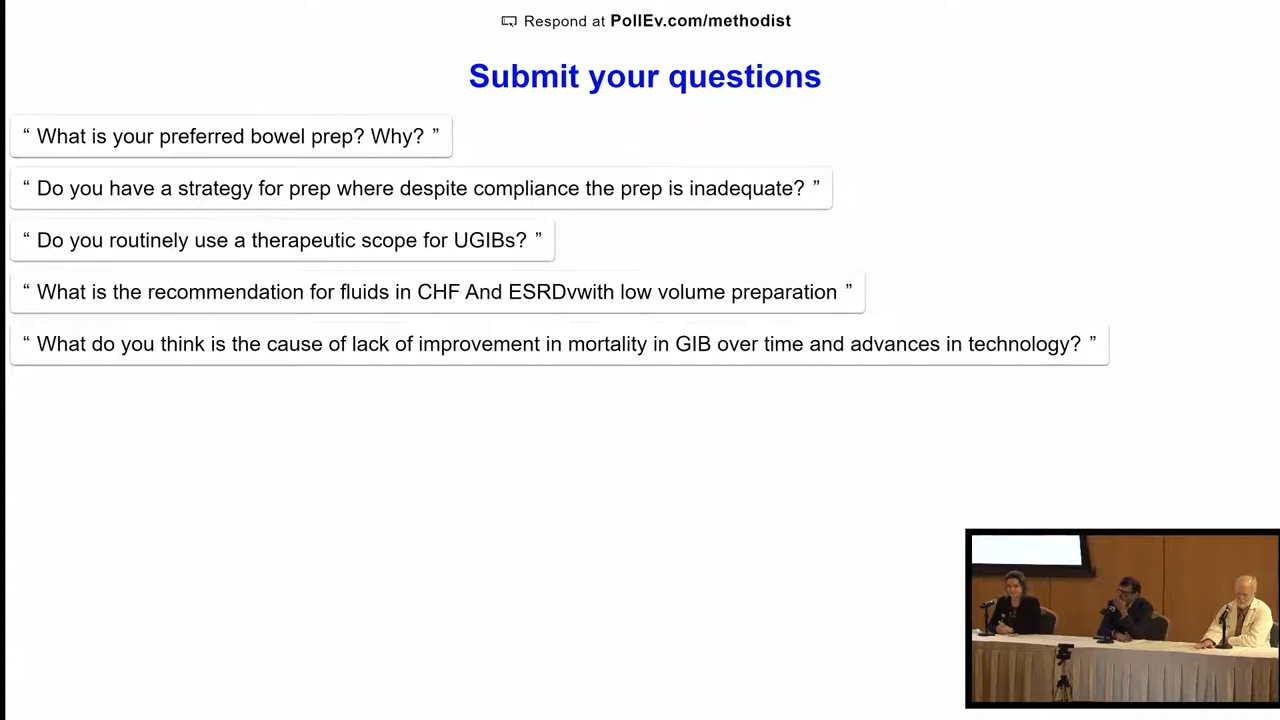 Respond at PollEv.com/methodist
Submit your questions
“ What is your preferred bowel prep? Why? ”
“ Do you have a strategy for prep where despite compliance the prep is inadequate? ”
“ Do you routinely use a therapeutic scope for UGIBs? ”
“ What is the recommendation for fluids in CHF And ESRDvwith low volume preparation ”
“ What do you think is the cause of lack of improvement in mortality in GIB over time and advances in technology? ”